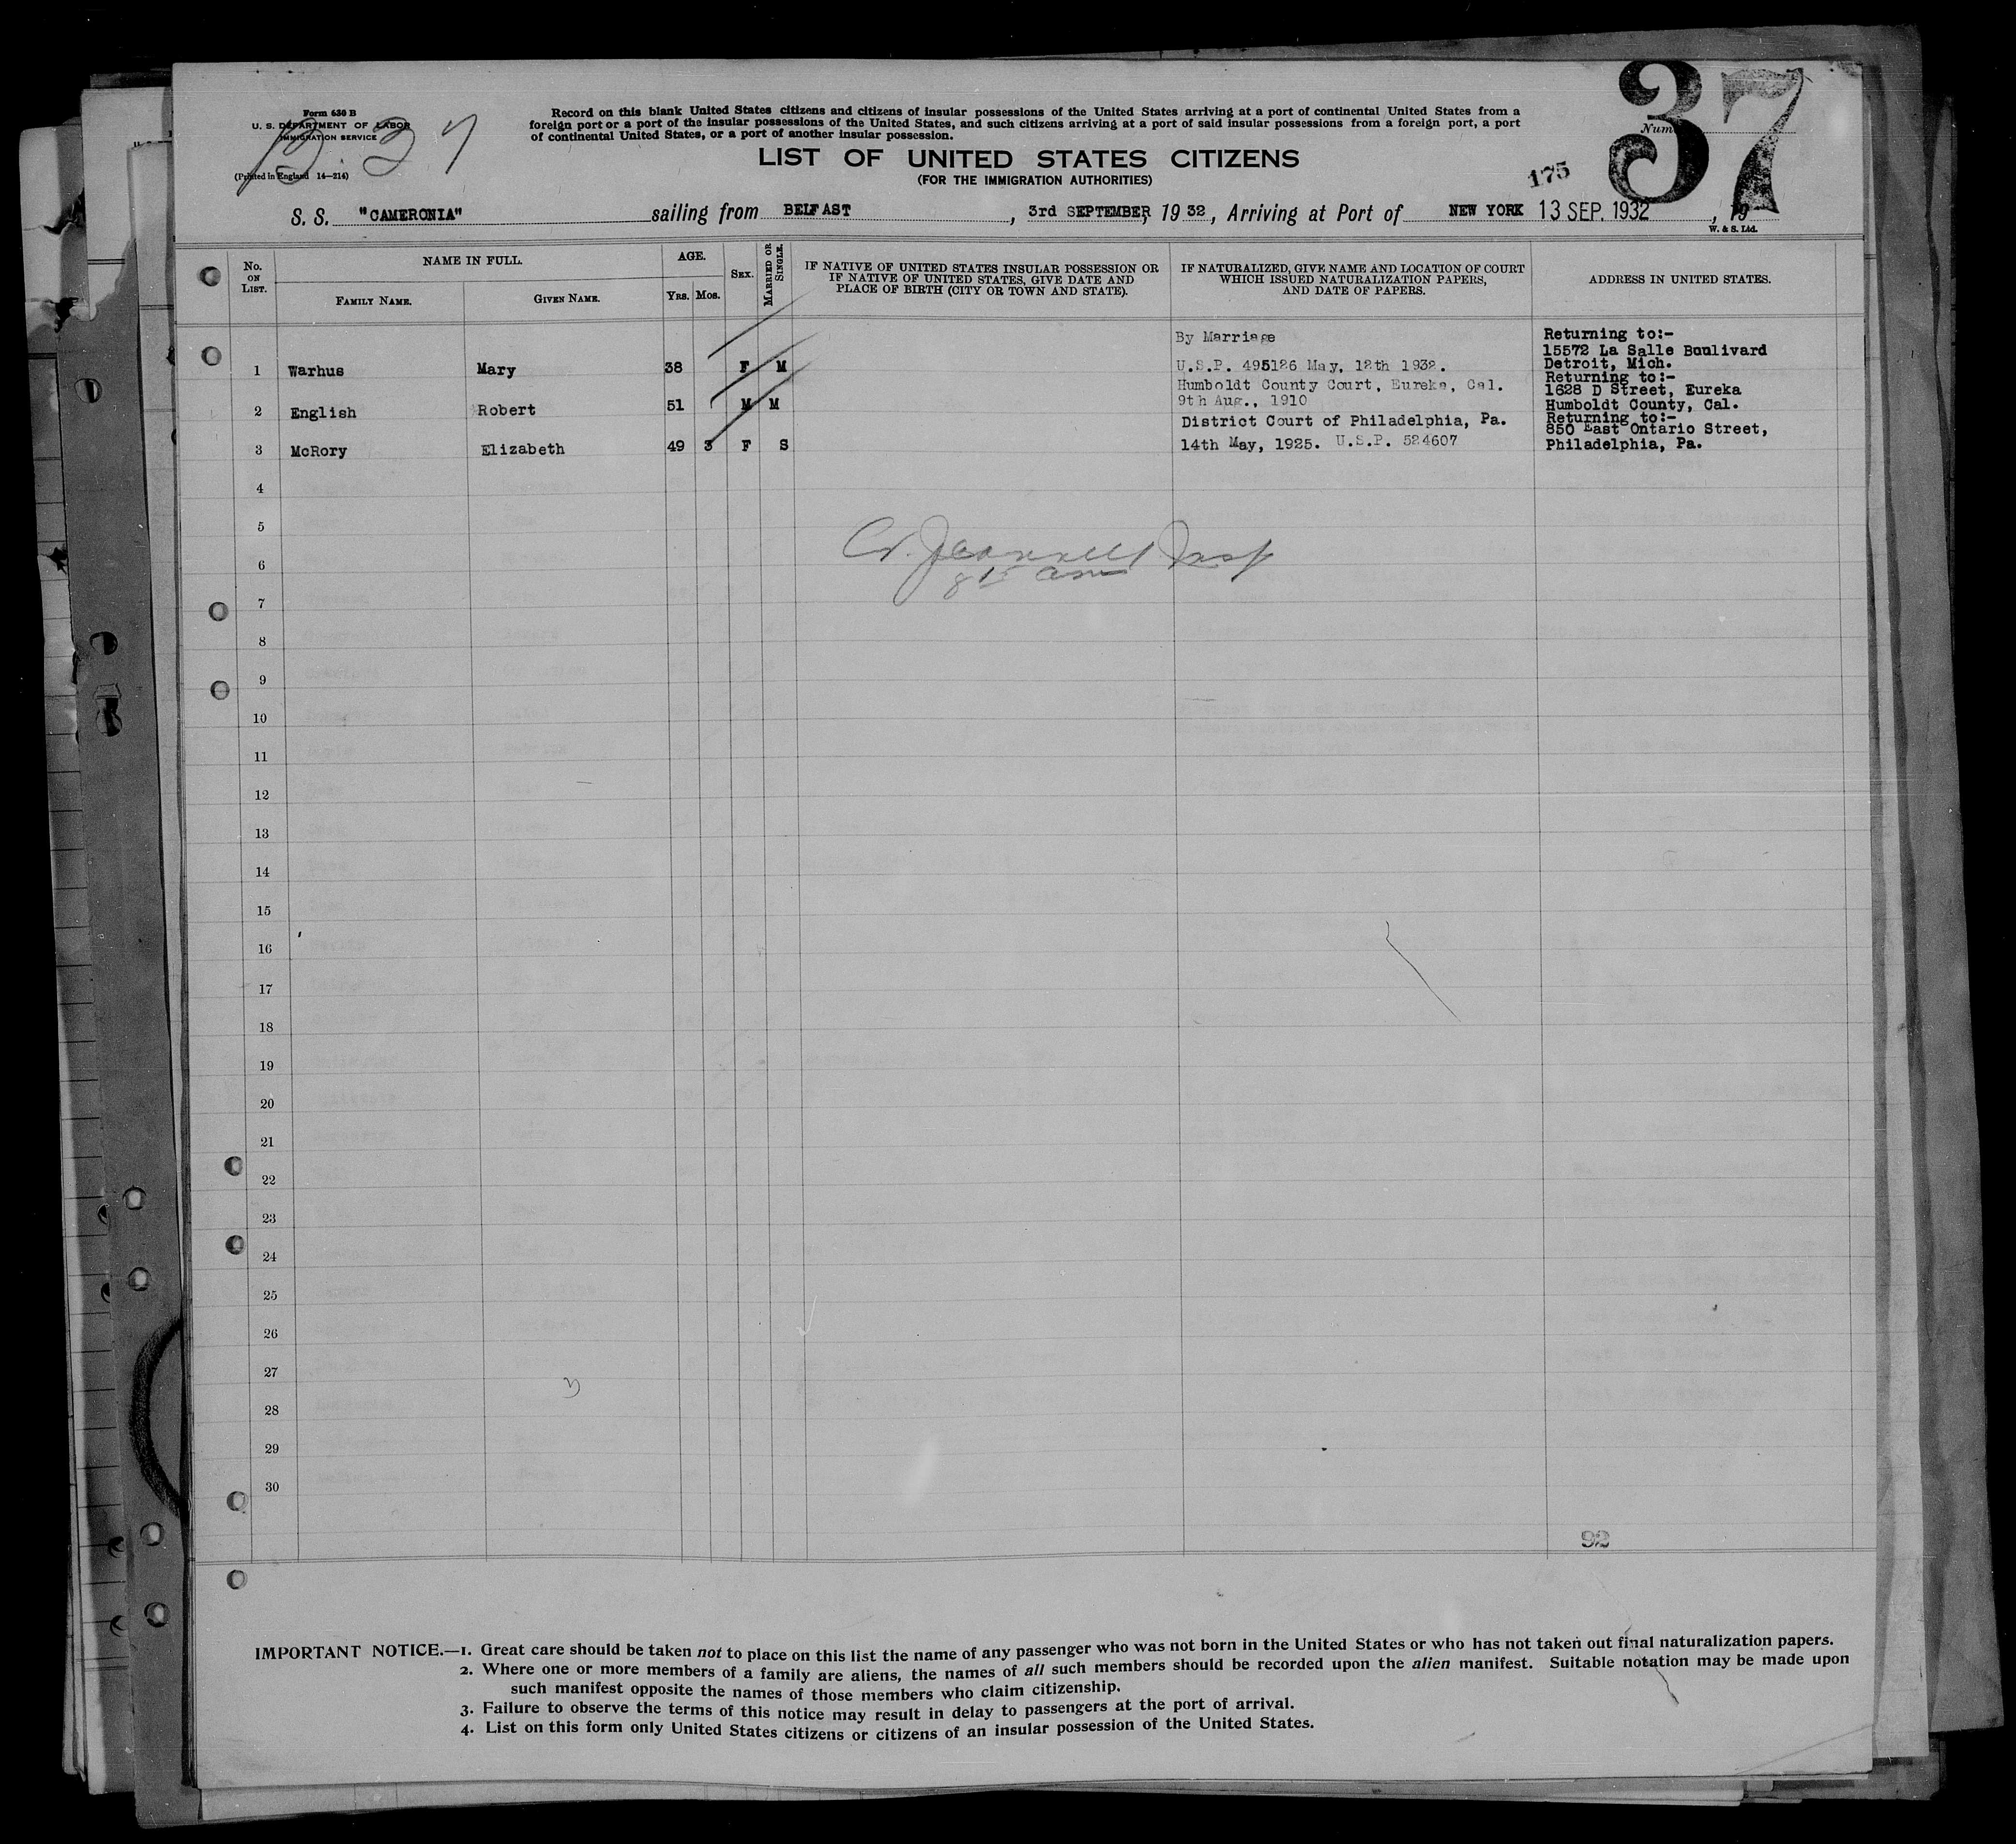 Form 630 B
U. S. DEPARTMENT OF LABOR
IMMIGRATION SERVICE
(Printed in England 14—214)
B. 27
Record on this blank United States citizens and citizens of insular possessions of the United States arriving at a port of continental United States from a
foreign port or a port of the insular possessions of the United States, and such citizens arriving at a port of said insular possessions from a foreign port, a port
of continental United States, or a port of another insular possession.
37
LIST OF UNITED STATES CITIZENS
(FOR THE IMMIGRATION AUTHORITIES)
175
S. S. "CAMERONIA" sailing from BELFAST, 3rd SEPTEMBER, 1932, Arriving at Port of NEW YORK 13 SEP. 1932, 19
W. & S. Ltd.
No. ON LIST.
NAME IN FULL.
FAMILY NAME.
GIVEN NAME.
AGE.
YRS. MOS.
SEX.
MARRIED OR SINGLE.
IF NATIVE OF UNITED STATES INSULAR POSSESSION OR
IF NATIVE OF UNITED STATES, GIVE DATE AND
PLACE OF BIRTH (CITY OR TOWN AND STATE).
IF NATURALIZED, GIVE NAME AND LOCATION OF COURT
WHICH ISSUED NATURALIZATION PAPERS,
AND DATE OF PAPERS.
ADDRESS IN UNITED STATES.
By Marriage
Returning to:-
15572 La Salle Boulivard
1 Warhus Mary 38 F M U.S.P. 495126 May, 12th 1932. Detroit, Mich.
Humboldt County Court, Eureka, Cal.
Returning to:-
1628 D Street, Eureka
2 English Robert 51 M M 9th Aug., 1910 Humboldt County, Cal.
District Court of Philadelphia, Pa.
Returning to:-
850 East Ontario Street,
3 McRory Elizabeth 49 3 F S 14th May, 1925. U.S.P. 524607 Philadelphia, Pa.
4
5
6
7
8
9
10
11
12
13
14
15
16
17
18
19
20
21
22
23
24
25
26
27
28
29
30
92
IMPORTANT NOTICE.—1. Great care should be taken not to place on this list the name of any passenger who was not born in the United States or who has not taken out final naturalization papers.
2. Where one or more members of a family are aliens, the names of all such members should be recorded upon the alien manifest. Suitable notation may be made upon
such manifest opposite the names of those members who claim citizenship.
3. Failure to observe the terms of this notice may result in delay to passengers at the port of arrival.
4. List on this form only United States citizens or citizens of an insular possession of the United States.